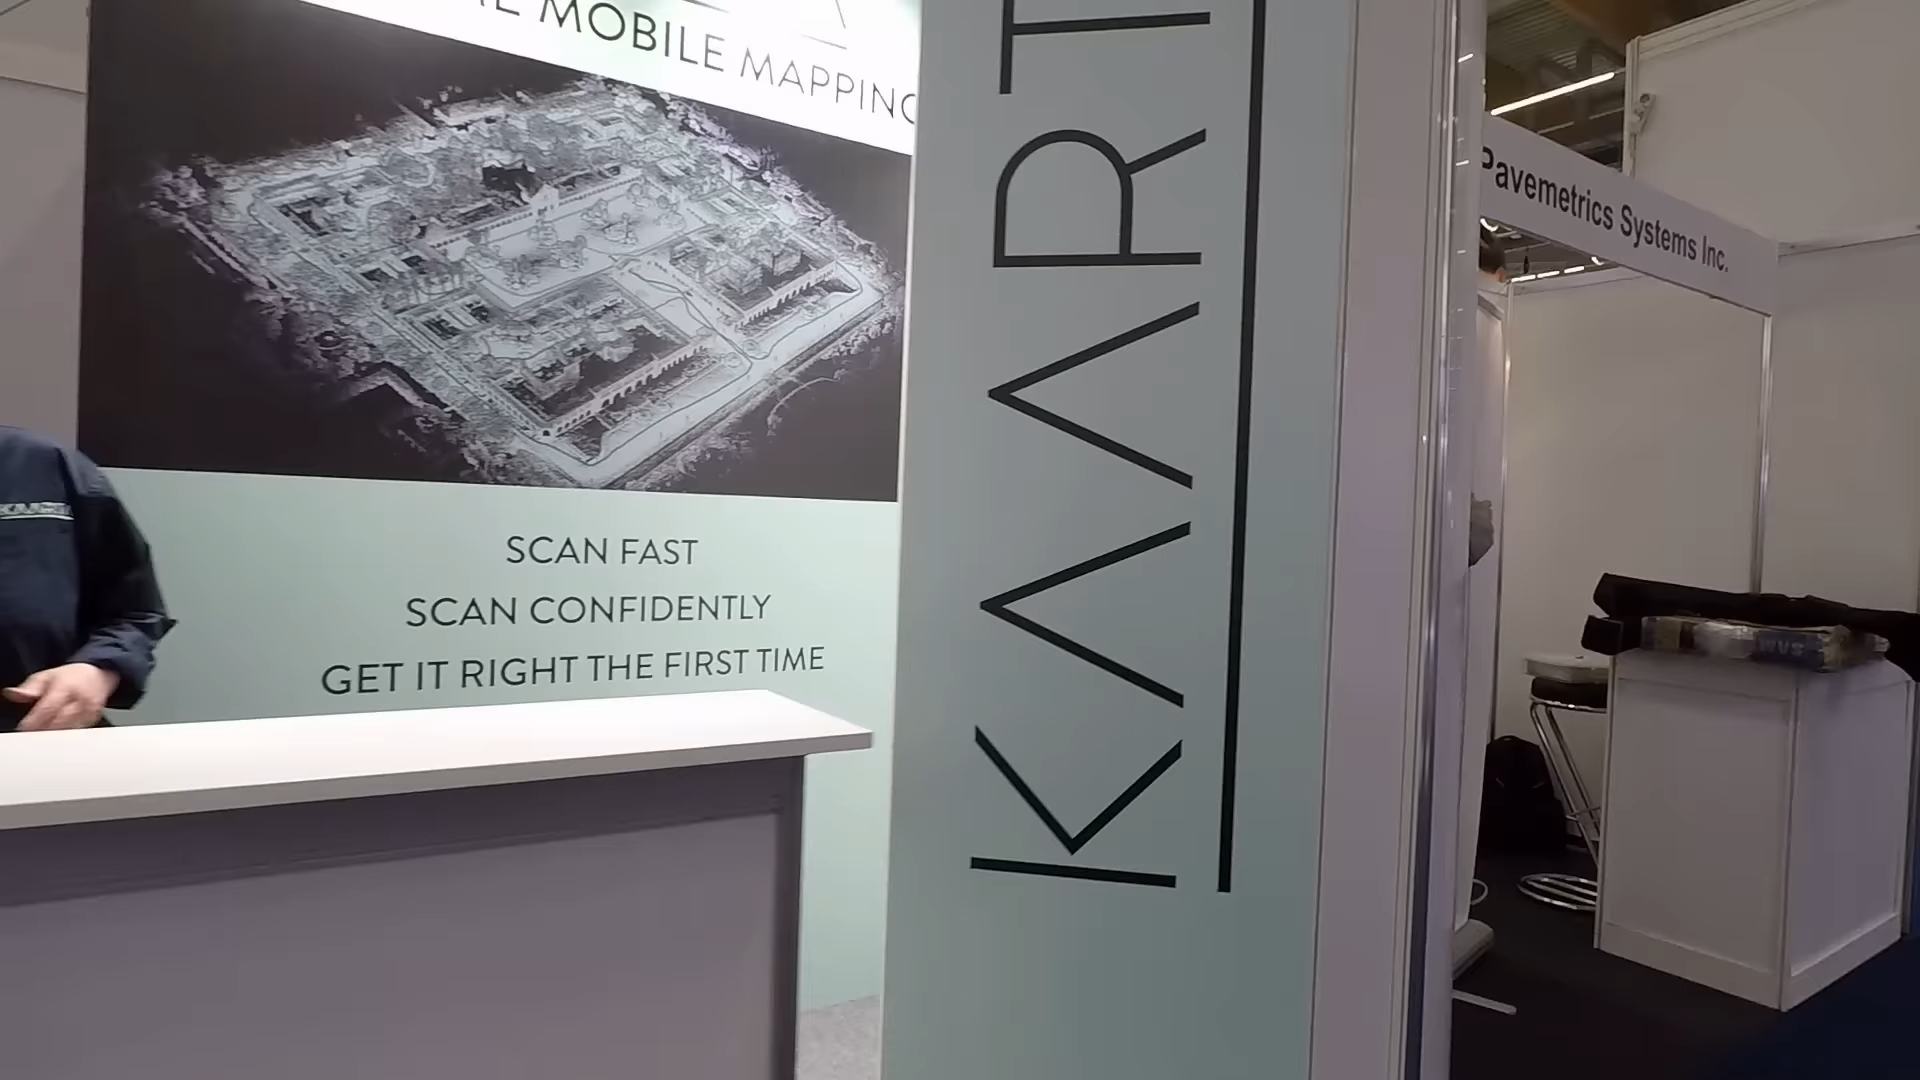 MOBILE MAPPING
SCAN FAST
SCAN CONFIDENTLY
GET IT RIGHT THE FIRST TIME
KAART
Pavemetrics Systems Inc.